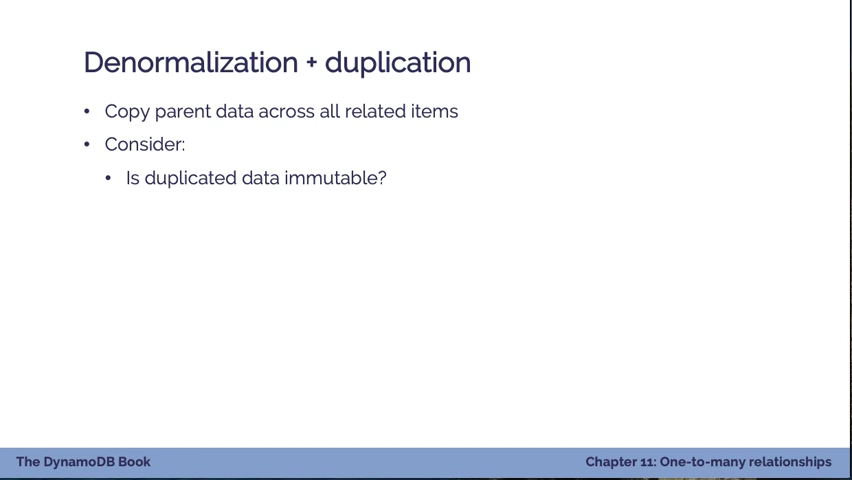 Denormalization + duplication
• Copy parent data across all related items
• Consider:
• Is duplicated data immutable?
The DynamoDB Book
Chapter 11: One-to-many relationships